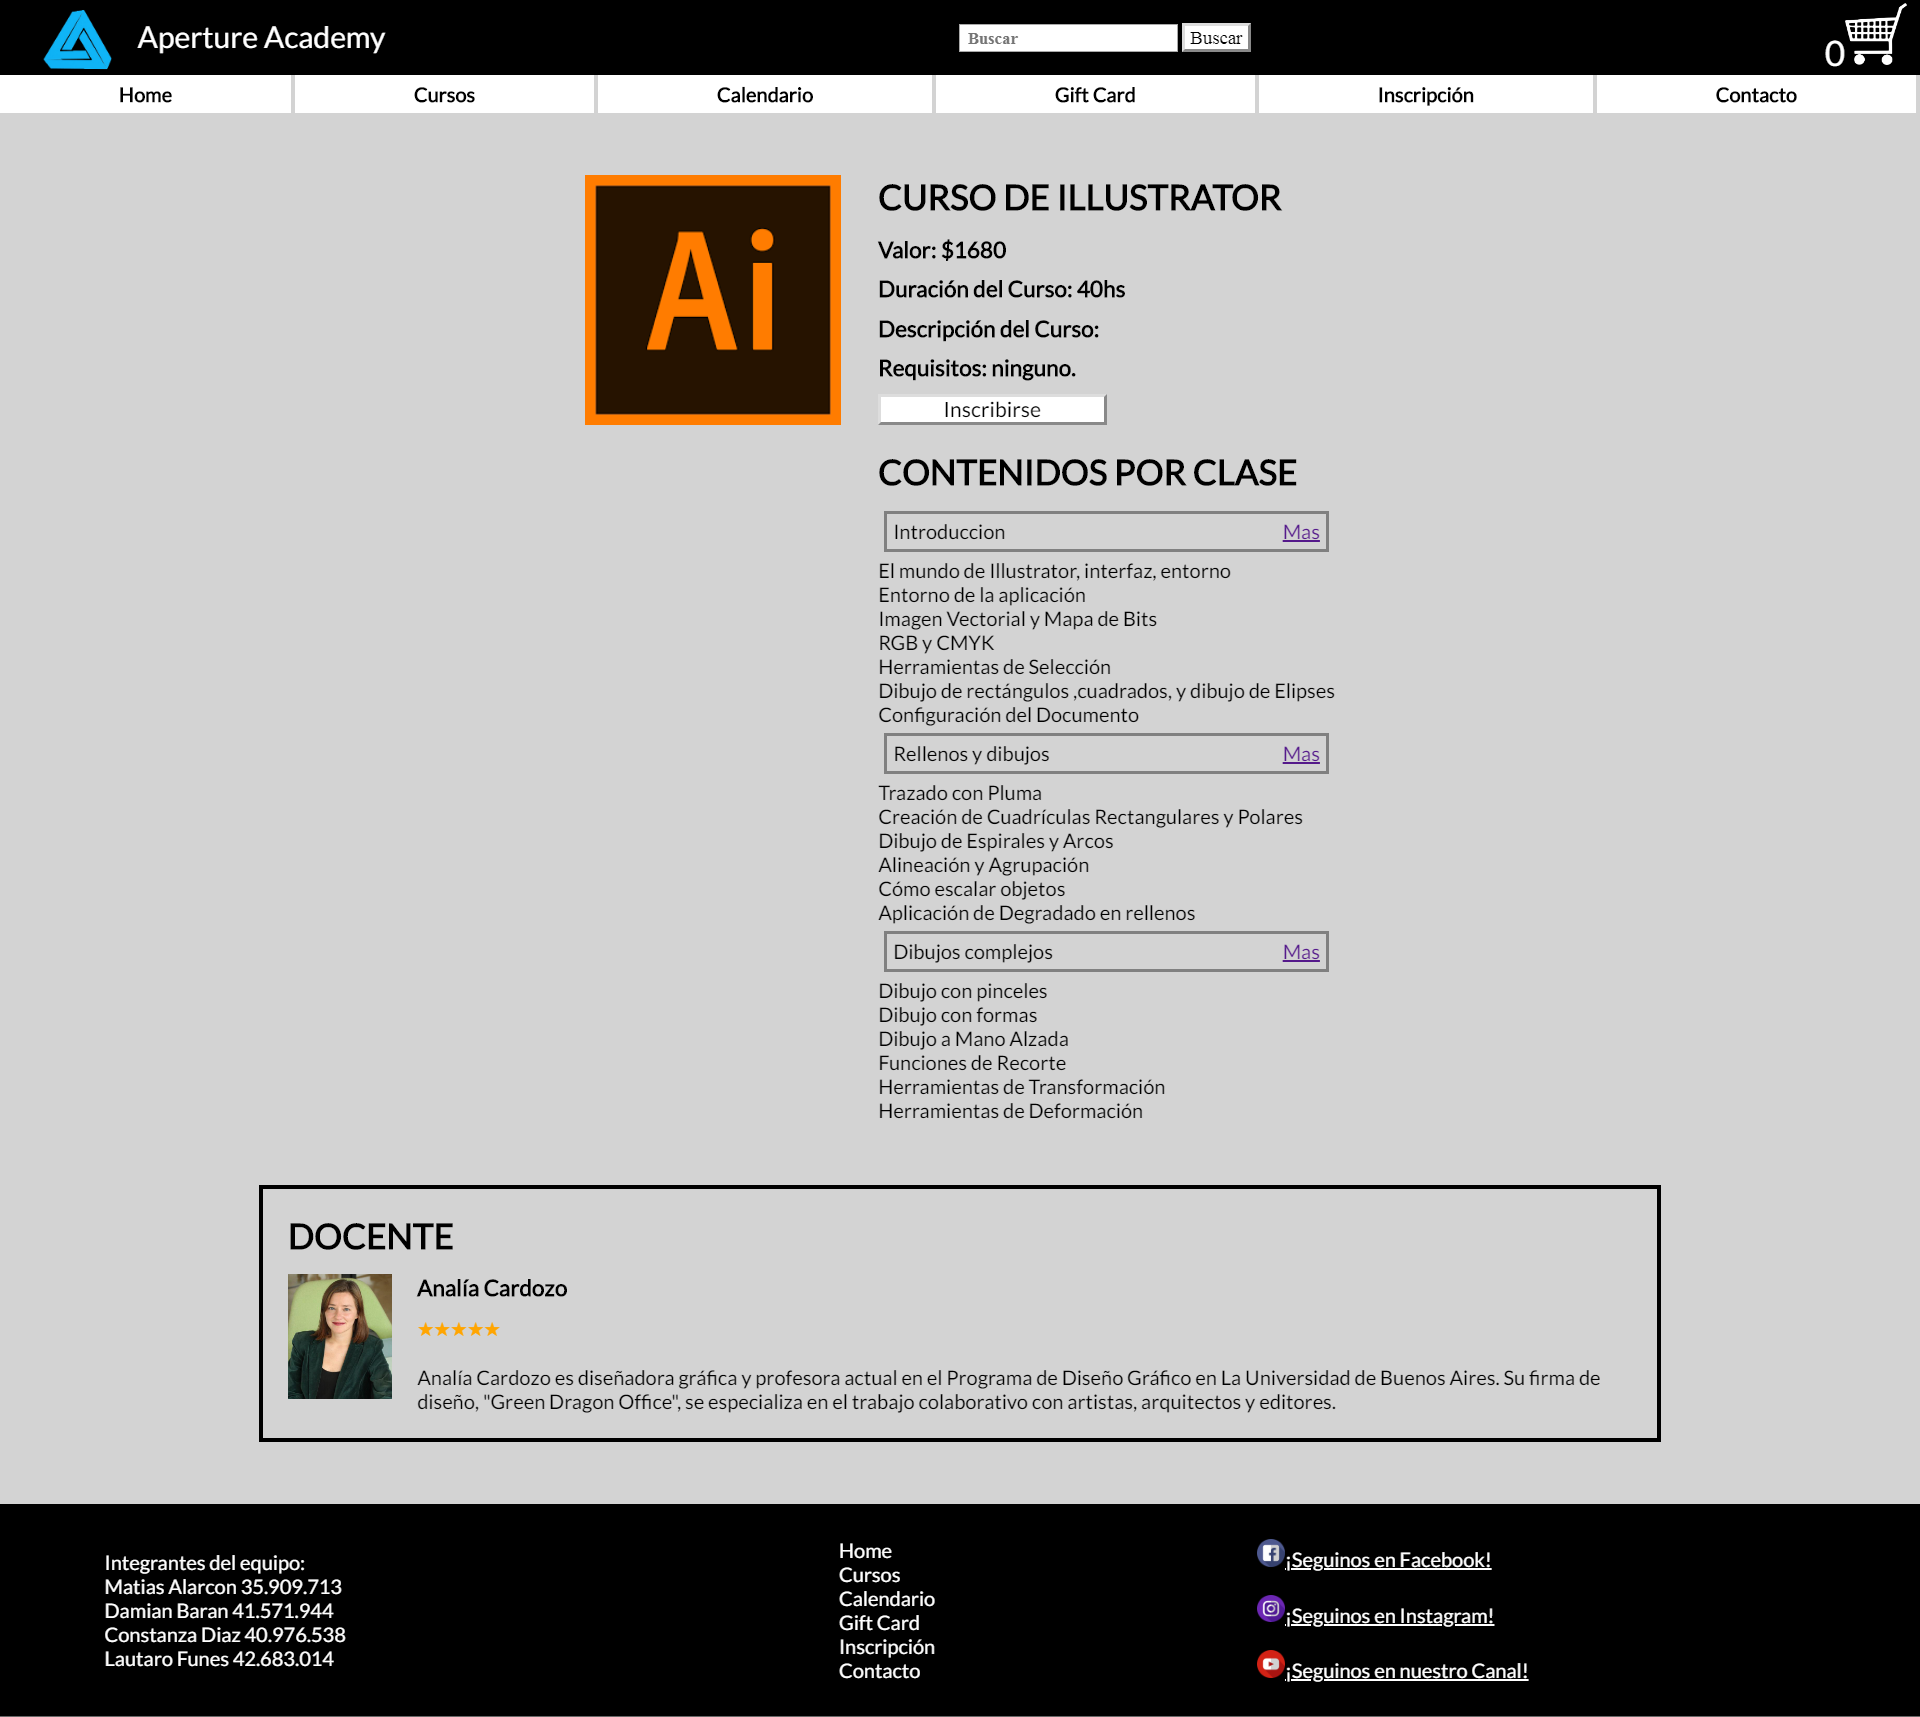 Aperture Academy
Buscar
Buscar
0
Home
Cursos
Calendario
Gift Card
Inscripción
Contacto
Ai
CURSO DE ILLUSTRATOR
Valor: $1680
Duración del Curso: 40hs
Descripción del Curso:
Requisitos: ninguno.
Inscribirse
CONTENIDOS POR CLASE
Introduccion Mas
El mundo de Illustrator, interfaz, entorno
Entorno de la aplicación
Imagen Vectorial y Mapa de Bits
RGB y CMYK
Herramientas de Selección
Dibujo de rectángulos ,cuadrados, y dibujo de Elipses
Configuración del Documento
Rellenos y dibujos Mas
Trazado con Pluma
Creación de Cuadrículas Rectangulares y Polares
Dibujo de Espirales y Arcos
Alineación y Agrupación
Cómo escalar objetos
Aplicación de Degradado en rellenos
Dibujos complejos Mas
Dibujo con pinceles
Dibujo con formas
Dibujo a Mano Alzada
Funciones de Recorte
Herramientas de Transformación
Herramientas de Deformación
DOCENTE
Analía Cardozo
★★★★★
Analía Cardozo es diseñadora gráfica y profesora actual en el Programa de Diseño Gráfico en La Universidad de Buenos Aires. Su firma de
diseño, "Green Dragon Office", se especializa en el trabajo colaborativo con artistas, arquitectos y editores.
Integrantes del equipo:
Matias Alarcon 35.909.713
Damian Baran 41.571.944
Constanza Diaz 40.976.538
Lautaro Funes 42.683.014
Home
Cursos
Calendario
Gift Card
Inscripción
Contacto
¡Seguinos en Facebook!
¡Seguinos en Instagram!
¡Seguinos en nuestro Canal!